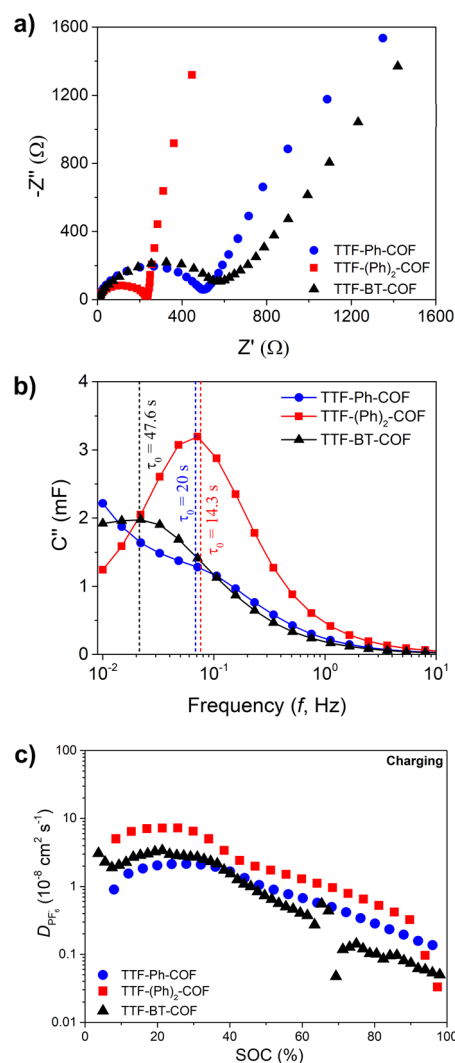 a)
1600
1200
800
400
0
-Z'' (Ω)
TTF-Ph-COF
TTF-(Ph)₂-COF
TTF-BT-COF
0 400 800 1200 1600
Z' (Ω)
b)
4
3
2
1
0
C'' (mF)
τ₀ = 47.6 s
τ₀ = 20 s
τ₀ = 14.3 s
TTF-Ph-COF
TTF-(Ph)₂-COF
TTF-BT-COF
10⁻² 10⁻¹ 10⁰ 10¹
Frequency (f, Hz)
c)
Charging
100
10
1
0.1
0.01
D_PF₆ (10⁻⁸ cm² s⁻¹)
TTF-Ph-COF
TTF-(Ph)₂-COF
TTF-BT-COF
0 20 40 60 80 100
SOC (%)